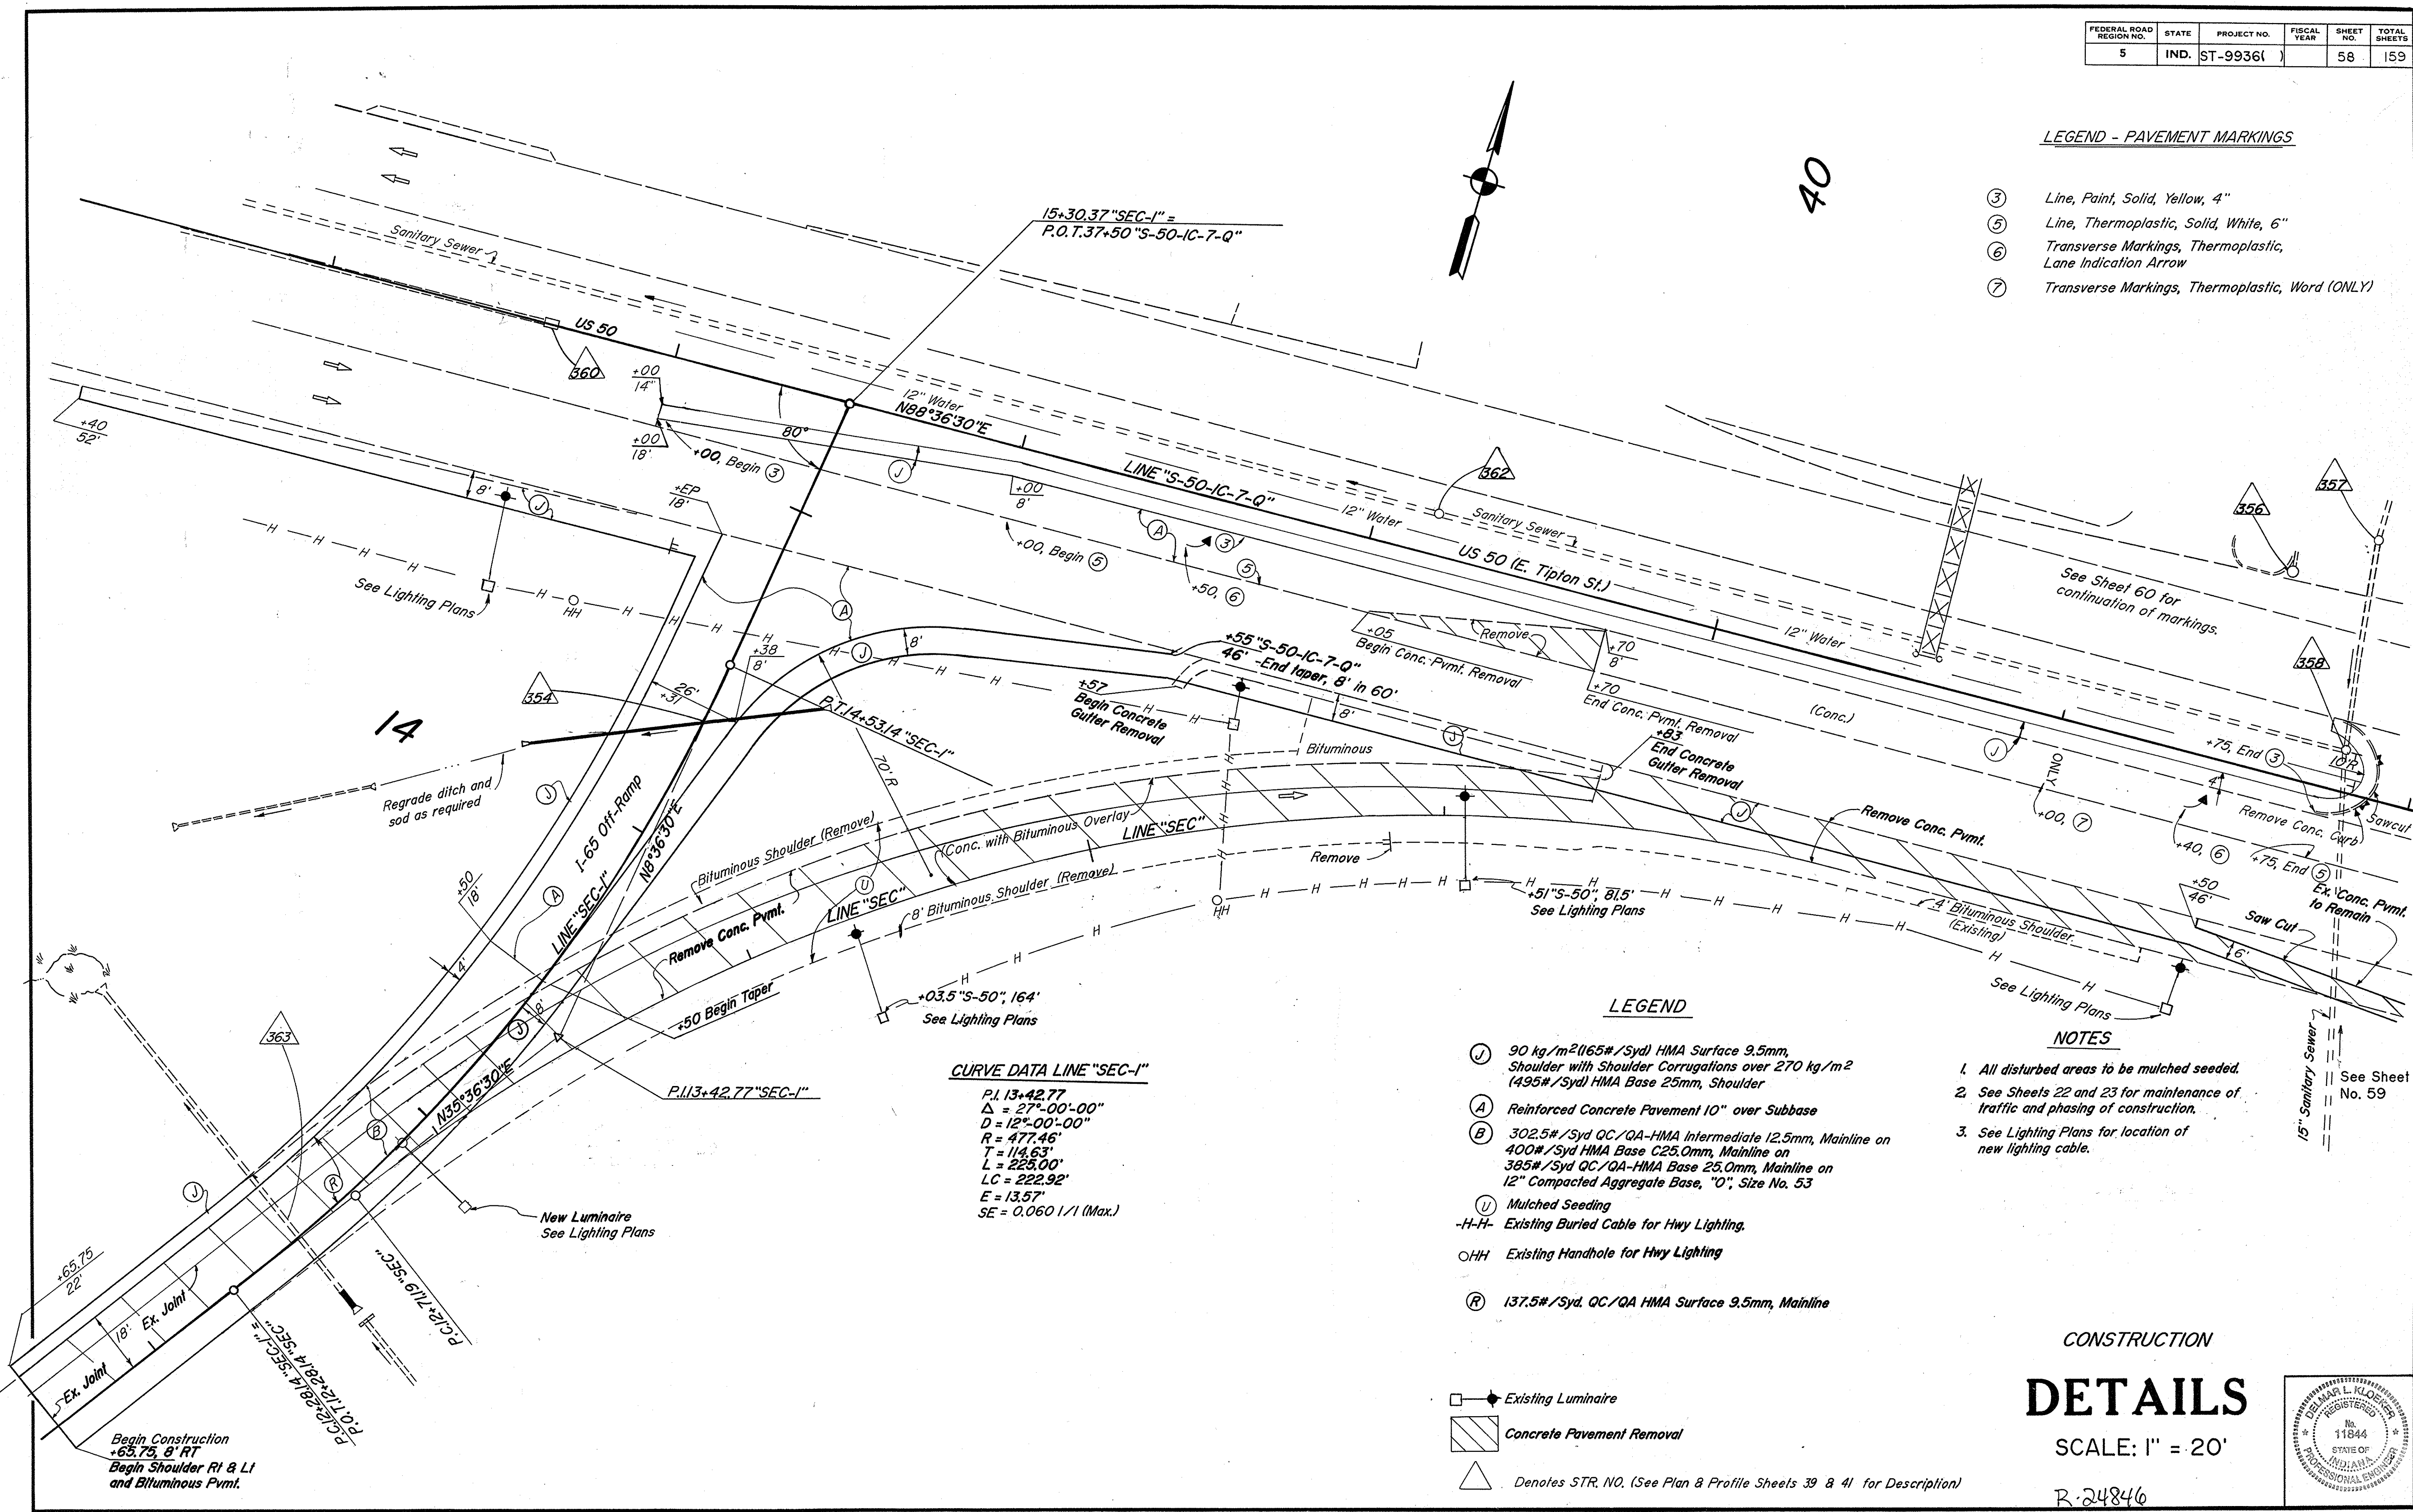 FEDERAL ROAD REGION NO.
STATE
PROJECT NO.
FISCAL YEAR
SHEET NO.
TOTAL SHEETS
5
IND.
ST-9936( )
58
159
LEGEND - PAVEMENT MARKINGS
3 Line, Paint, Solid, Yellow, 4"
5 Line, Thermoplastic, Solid, White, 6"
6 Transverse Markings, Thermoplastic,
Lane Indication Arrow
7 Transverse Markings, Thermoplastic, Word (ONLY)
40
15+30.37 "SEC-1" =
P.O.T.37+50 "S-50-1C-7-Q"
Sanitary Sewer
US 50
360
+00
14"
+00
18'
+00, Begin 3
80°
12" Water
N88°36'30"E
J
+40
52'
8'
J
+EP
18'
+00
8'
LINE "S-50-1C-7-Q"
12" Water
362
Sanitary Sewer
356
357
A
3
+00, Begin 5
5
+50, 6
US 50 (E. Tipton St.)
See Sheet 60 for
continuation of markings.
See Lighting Plans
HH
A
J
8'
+38
8'
26'
+31
354
14
+05
Begin Conc. Pvmt. Removal
Remove
+70
8'
+70
End Conc. Pvmt. Removal
12" Water
358
+55 "S-50-1C-7-Q"
46' -End taper, 8' in 60'
+57
Begin Concrete
Gutter Removal
8'
J
+83
End Concrete
Gutter Removal
(Conc.)
J
ONLY
+75, End 3
10'R
4'
Remove Conc. Curb
Sawcut
+00, 7
+40, 6
+75, End 5
P.T.14+53.14 "SEC-1"
70'R
Bituminous
Regrade ditch and
sod as required
J
I-65 Off-Ramp
N8°36'30"E
LINE "SEC-1"
Bituminous Shoulder (Remove)
(Conc. with Bituminous Overlay)
LINE "SEC"
Remove
J
Remove Conc. Pvmt.
U
LINE "SEC"
8' Bituminous Shoulder (Remove)
Remove Conc. Pvmt.
HH
+51 "S-50", 81.5'
See Lighting Plans
4' Bituminous Shoulder
(Existing)
+50
46'
Saw Cut
Ex. Conc. Pvmt.
to Remain
6'
See Lighting Plans
+50
18'
A
4'
+50 Begin Taper
+03.5 "S-50", 164'
See Lighting Plans
8'
J
363
N35°36'30"E
P.I.13+42.77 "SEC-1"
B
R
J
New Luminaire
See Lighting Plans
P.C.12+71.19 "SEC"
+65.75
22'
18'
Ex. Joint
Ex. Joint
P.C.12+28.14 "SEC-1" =
P.O.T.12+28.14 "SEC"
Begin Construction
+65.75, 8' RT
Begin Shoulder Rt & Lt
and Bituminous Pvmt.
CURVE DATA LINE "SEC-1"
P.I. 13+42.77
Δ = 27°-00'-00"
D = 12°-00'-00"
R = 477.46'
T = 114.63'
L = 225.00'
LC = 222.92'
E = 13.57'
SE = 0.060 1/1 (Max.)
LEGEND
J 90 kg/m2(165#/Syd) HMA Surface 9.5mm,
Shoulder with Shoulder Corrugations over 270 kg/m2
(495#/Syd) HMA Base 25mm, Shoulder
A Reinforced Concrete Pavement 10" over Subbase
B 302.5#/Syd QC/QA-HMA Intermediate 12.5mm, Mainline on
400#/Syd HMA Base C25.0mm, Mainline on
385#/Syd QC/QA-HMA Base 25.0mm, Mainline on
12" Compacted Aggregate Base, "O", Size No. 53
U Mulched Seeding
-H-H- Existing Buried Cable for Hwy Lighting.
OHH Existing Handhole for Hwy Lighting
R 137.5#/Syd. QC/QA HMA Surface 9.5mm, Mainline
Existing Luminaire
Concrete Pavement Removal
Denotes STR. NO. (See Plan & Profile Sheets 39 & 41 for Description)
NOTES
1. All disturbed areas to be mulched seeded.
2. See Sheets 22 and 23 for maintenance of
traffic and phasing of construction.
3. See Lighting Plans for location of
new lighting cable.
15" Sanitary Sewer
See Sheet
No. 59
CONSTRUCTION
DETAILS
SCALE: 1" = 20'
R-24846
DELMAR L. KLOEKER
REGISTERED
No.
11844
STATE OF
INDIANA
PROFESSIONAL ENGINEER